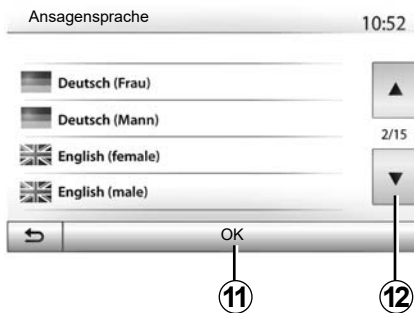 Ansagensprache 10:52
Deutsch (Frau)
Deutsch (Mann)
2/15
English (female)
English (male)
OK
11 12